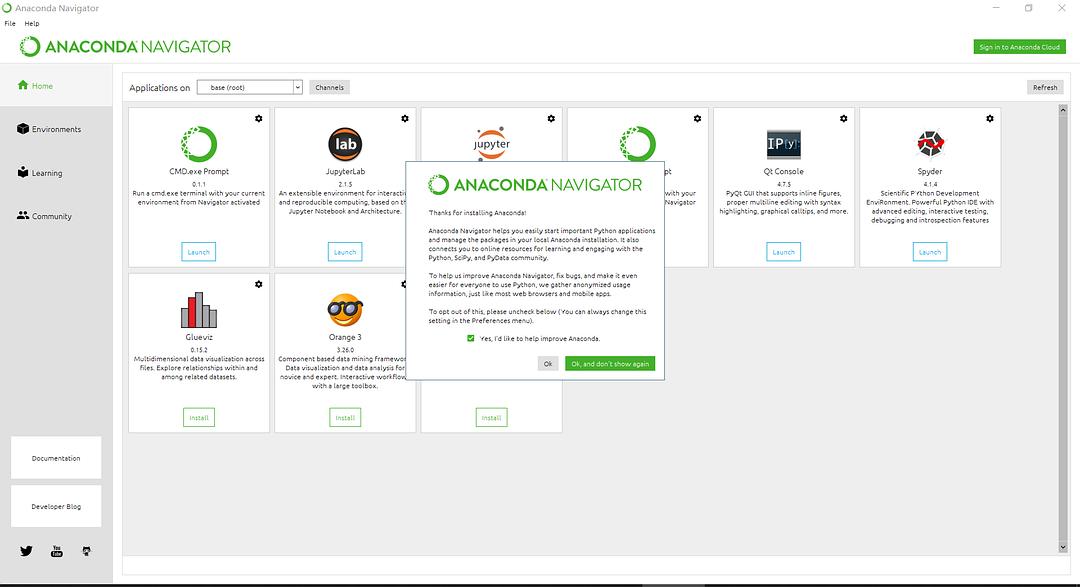 Anaconda Navigator
File Help
ANACONDA NAVIGATOR
Sign in to Anaconda Cloud
Home
Environments
Learning
Community
Documentation
Developer Blog
You
Tube
Applications on base (root) Channels Refresh
CMD.exe Prompt
0.1.1
Run a cmd.exe terminal with your current
environment from Navigator activated
Launch
lab
JupyterLab
2.1.5
An extensible environment for interactiv
and reproducible computing, based on th
Jupyter Notebook and Architecture.
Launch
jupyter
pt
with your
Navigator
IP[y]:
Qt Console
4.7.5
PyQt GUI that supports inline figures,
proper multiline editing with syntax
highlighting, graphical calltips, and more.
Launch
Spyder
4.1.4
Scientific PYthon Development
EnviRonment. Powerful Python IDE with
advanced editing, interactive testing,
debugging and introspection features
Launch
Glueviz
0.15.2
Multidimensional data visualization across
files. Explore relationships within and
among related datasets.
Install
Orange 3
3.26.0
Component based data mining framewor
Data visualization and data analysis for
novice and expert. Interactive workflow
with a large toolbox.
Install
Install
ANACONDA NAVIGATOR
Thanks for installing Anaconda!
Anaconda Navigator helps you easily start important Python applications
and manage the packages in your local Anaconda installation. It also
connects you to online resources for learning and engaging with the
Python, SciPy, and PyData community.
To help us improve Anaconda Navigator, fix bugs, and make it even
easier for everyone to use Python, we gather anonymized usage
information, just like most web browsers and mobile apps.
To opt out of this, please uncheck below (You can always change this
setting in the Preferences menu).
Yes, I'd like to help improve Anaconda.
Ok
Ok, and don't show again